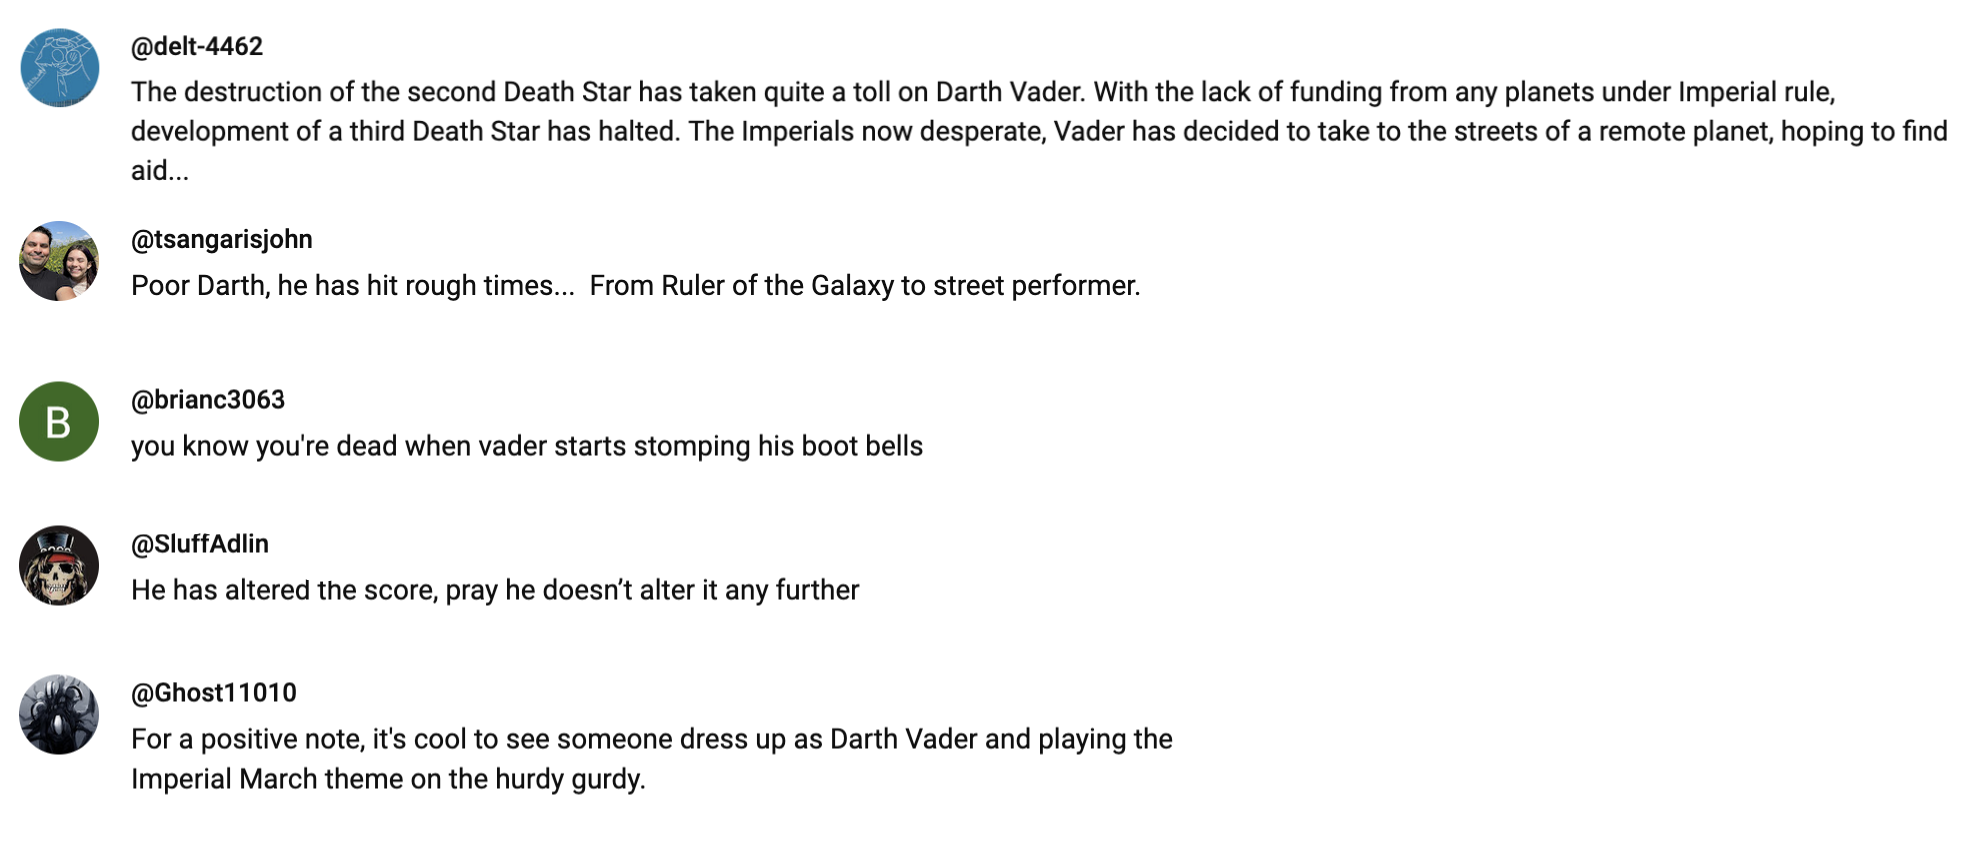 @delt-4462
The destruction of the second Death Star has taken quite a toll on Darth Vader. With the lack of funding from any planets under Imperial rule,
development of a third Death Star has halted. The Imperials now desperate, Vader has decided to take to the streets of a remote planet, hoping to find
aid...
@tsangarisjohn
Poor Darth, he has hit rough times...  From Ruler of the Galaxy to street performer.
B
@brianc3063
you know you're dead when vader starts stomping his boot bells
@SluffAdlin
He has altered the score, pray he doesn’t alter it any further
@Ghost11010
For a positive note, it's cool to see someone dress up as Darth Vader and playing the
Imperial March theme on the hurdy gurdy.